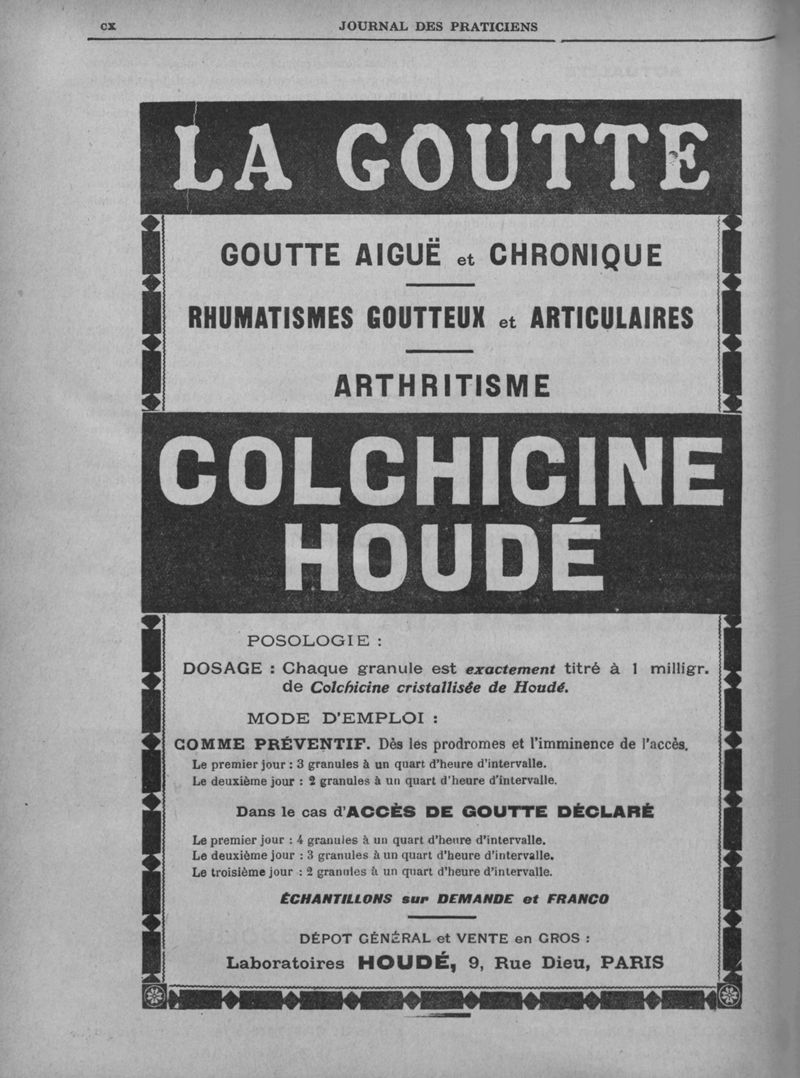 CX
JOURNAL DES PRATICIENS
LA GOUTTE
GOUTTE AIGUË et CHRONIQUE
RHUMATISMES GOUTTEUX et ARTICULAIRES
ARTHRITISME
COLCHICINE
HOUDÉ
POSOLOGIE :
DOSAGE : Chaque granule est exactement titré à 1 milligr.
de Colchicine cristallisée de Houdé.
MODE D'EMPLOI :
COMME PRÉVENTIF. Dès les prodromes et l'imminence de l'accès.
Le premier jour : 3 granules à un quart d'heure d'intervalle.
Le deuxième jour : 2 granules à un quart d'heure d'intervalle.
Dans le cas d'ACCÈS DE GOUTTE DÉCLARÉ
Le premier jour : 4 granules à un quart d'heure d'intervalle.
Le deuxième jour : 3 granules à un quart d'heure d'intervalle.
Le troisième jour : 2 granules à un quart d'heure d'intervalle.
ÉCHANTILLONS sur DEMANDE et FRANCO
DÉPOT GÉNÉRAL et VENTE en GROS :
Laboratoires HOUDÉ, 9, Rue Dieu, PARIS